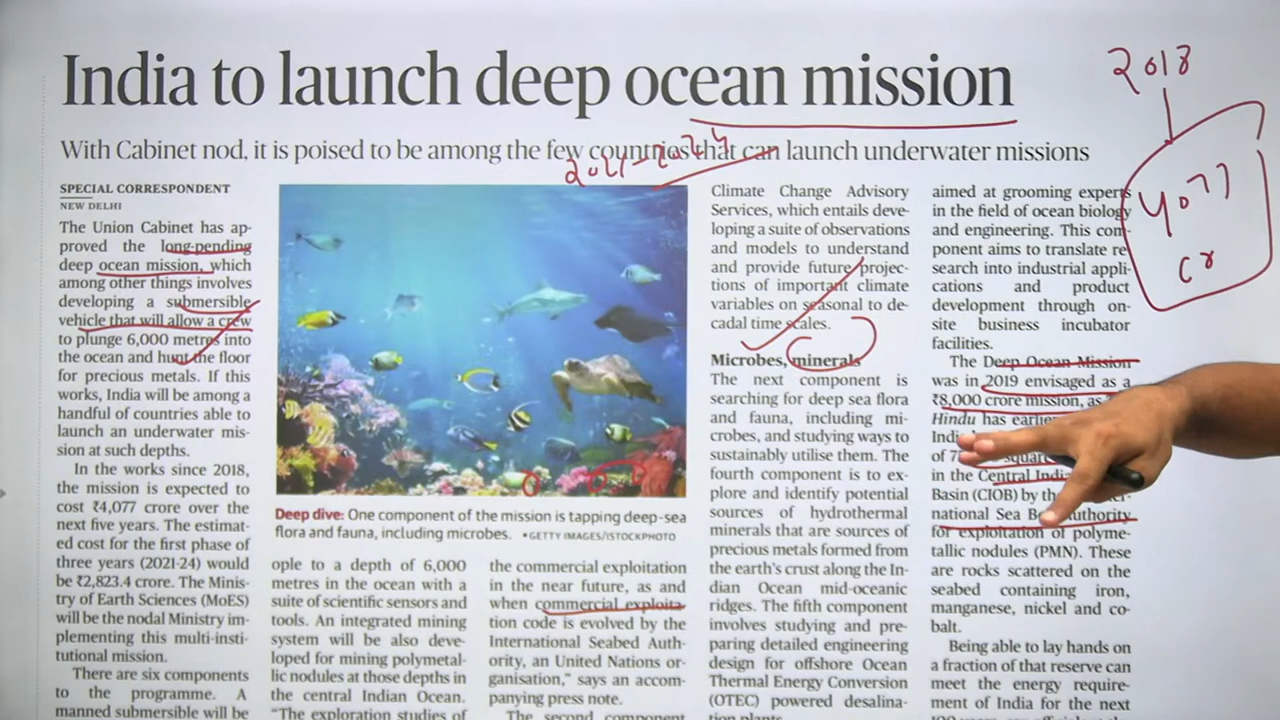 India to launch deep ocean mission
With Cabinet nod, it is poised to be among the few countries that can launch underwater missions
2018
4077
cr
2021-2024
SPECIAL CORRESPONDENT
NEW DELHI
The Union Cabinet has ap-
proved the long-pending
deep ocean mission, which
among other things involves
developing a submersible
vehicle that will allow a crew
to plunge 6,000 metres into
the ocean and hunt the floor
for precious metals. If this
works, India will be among a
handful of countries able to
launch an underwater mis-
sion at such depths.
In the works since 2018,
the mission is expected to
cost ₹4,077 crore over the
next five years. The estimat-
ed cost for the first phase of
three years (2021-24) would
be ₹2,823.4 crore. The Minis-
try of Earth Sciences (MoES)
will be the nodal Ministry im-
plementing this multi-insti-
tutional mission.
There are six components
to the programme. A
manned submersible will be
Deep dive: One component of the mission is tapping deep-sea
flora and fauna, including microbes. •GETTY IMAGES/ISTOCKPHOTO
ople to a depth of 6,000
metres in the ocean with a
suite of scientific sensors and
tools. An integrated mining
system will be also deve-
loped for mining polymetal-
lic nodules at those depths in
the central Indian Ocean.
"The exploration studies of
the commercial exploitation
in the near future, as and
when commercial exploita-
tion code is evolved by the
International Seabed Auth-
ority, an United Nations or-
ganisation," says an accom-
panying press note.
The second component
Climate Change Advisory
Services, which entails deve-
loping a suite of observations
and models to understand
and provide future projec-
tions of important climate
variables on seasonal to de-
cadal time scales.
Microbes, minerals
The next component is
searching for deep sea flora
and fauna, including mi-
crobes, and studying ways to
sustainably utilise them. The
fourth component is to ex-
plore and identify potential
sources of hydrothermal
minerals that are sources of
precious metals formed from
the earth's crust along the In-
dian Ocean mid-oceanic
ridges. The fifth component
involves studying and pre-
paring detailed engineering
design for offshore Ocean
Thermal Energy Conversion
(OTEC) powered desalina-
tion plants
aimed at grooming experts
in the field of ocean biology
and engineering. This com-
ponent aims to translate re-
search into industrial appli-
cations and product
development through on-
site business incubator
facilities.
The Deep Ocean Mission
was in 2019 envisaged as a
₹8,000 crore mission, as
Hindu has earlie
Indi
of 7 square
in the Central India
Basin (CIOB) by th
national Sea Be Authority
for exploitation of polyme-
tallic nodules (PMN). These
are rocks scattered on the
seabed containing iron,
manganese, nickel and co-
balt.
Being able to lay hands on
a fraction of that reserve can
meet the energy require-
ment of India for the next